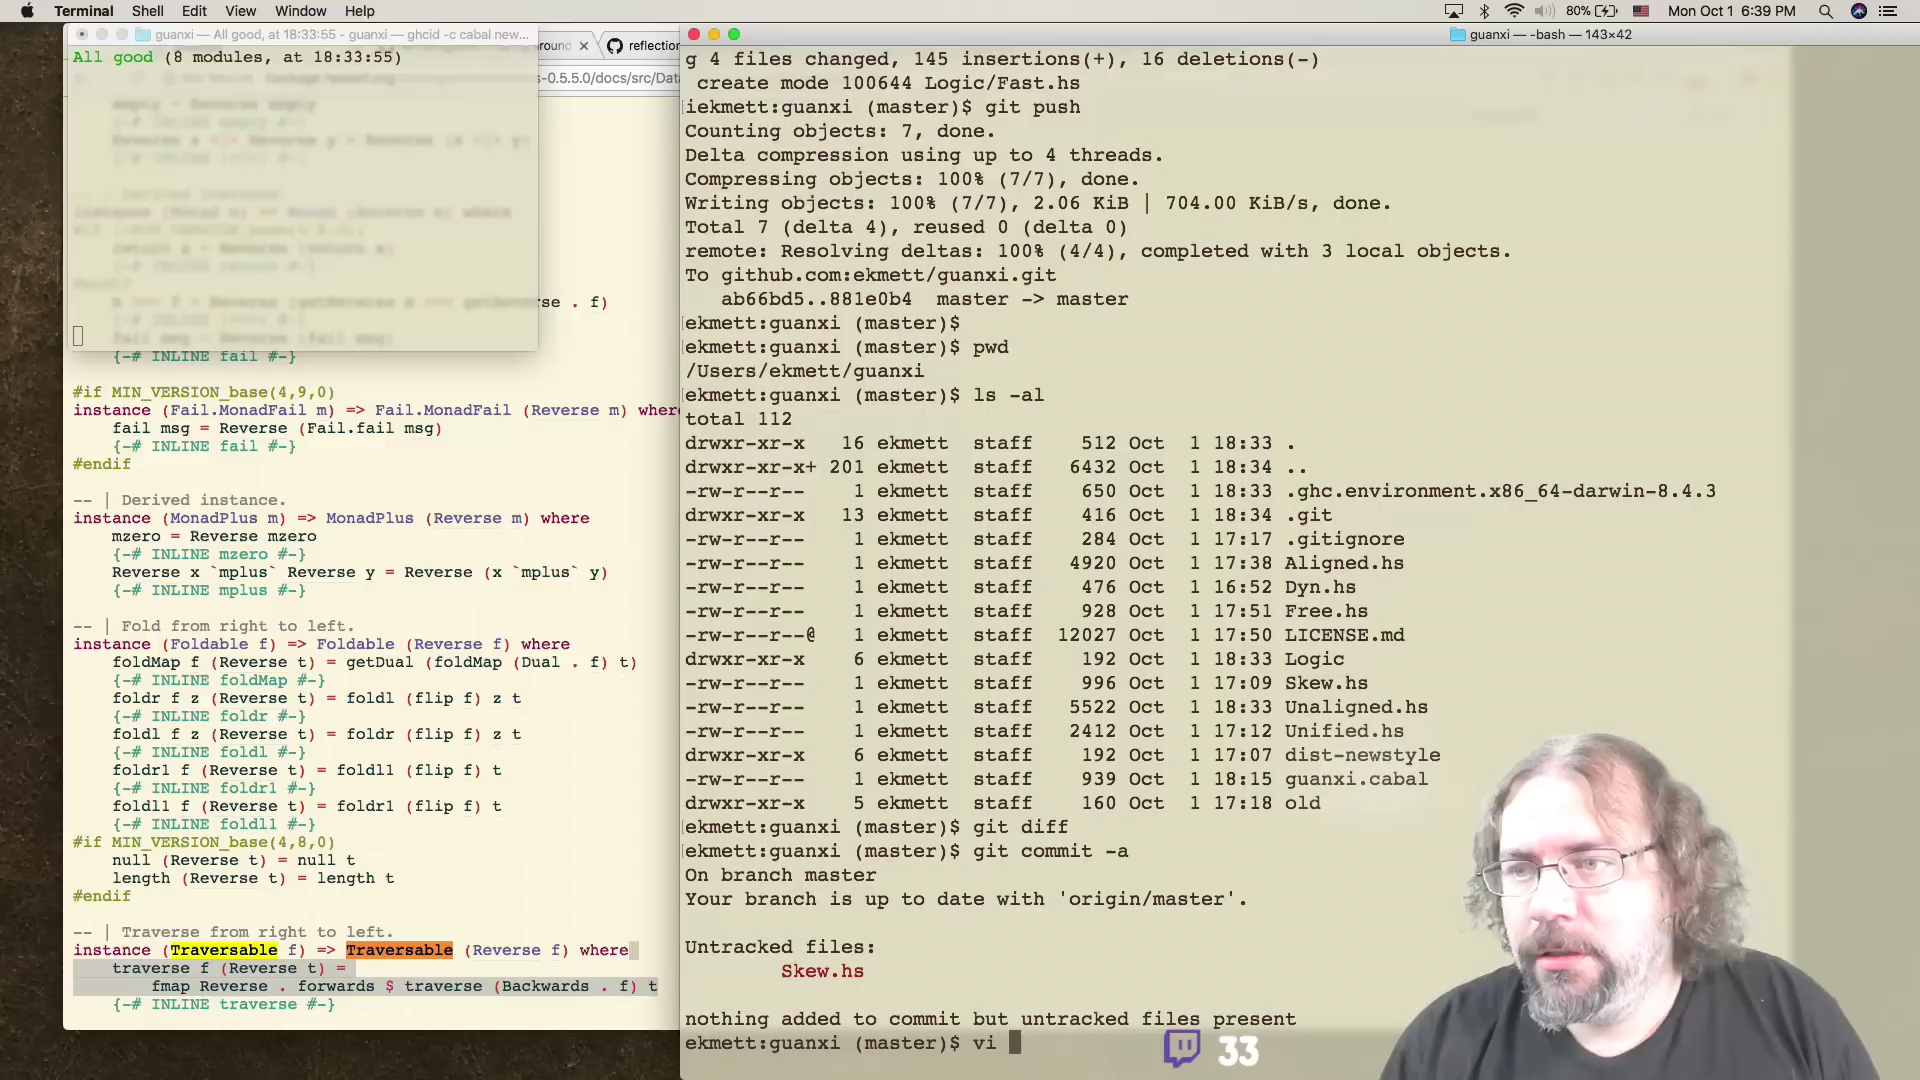 Terminal Shell Edit View Window Help
80% Mon Oct 1 6:39 PM
guanxi — All good, at 18:33:55 - guanxi — ghcid -c cabal new...
All good (8 modules, at 18:33:55)
ound
reflection
s-0.5.5.0/docs/src/Dat
se . f)
{-# INLINE fail #-}
#if MIN_VERSION_base(4,9,0)
instance (Fail.MonadFail m) => Fail.MonadFail (Reverse m) where
fail msg = Reverse (Fail.fail msg)
{-# INLINE fail #-}
#endif
-- | Derived instance.
instance (MonadPlus m) => MonadPlus (Reverse m) where
mzero = Reverse mzero
{-# INLINE mzero #-}
Reverse x `mplus` Reverse y = Reverse (x `mplus` y)
{-# INLINE mplus #-}
-- | Fold from right to left.
instance (Foldable f) => Foldable (Reverse f) where
foldMap f (Reverse t) = getDual (foldMap (Dual . f) t)
{-# INLINE foldMap #-}
foldr f z (Reverse t) = foldl (flip f) z t
{-# INLINE foldr #-}
foldl f z (Reverse t) = foldr (flip f) z t
{-# INLINE foldl #-}
foldr1 f (Reverse t) = foldl1 (flip f) t
{-# INLINE foldr1 #-}
foldl1 f (Reverse t) = foldr1 (flip f) t
{-# INLINE foldl1 #-}
#if MIN_VERSION_base(4,8,0)
null (Reverse t) = null t
length (Reverse t) = length t
#endif
-- | Traverse from right to left.
instance (Traversable f) => Traversable (Reverse f) where
traverse f (Reverse t) =
fmap Reverse . forwards $ traverse (Backwards . f) t
{-# INLINE traverse #-}
guanxi — -bash — 143×42
g 4 files changed, 145 insertions(+), 16 deletions(-)
create mode 100644 Logic/Fast.hs
iekmett:guanxi (master)$ git push
Counting objects: 7, done.
Delta compression using up to 4 threads.
Compressing objects: 100% (7/7), done.
Writing objects: 100% (7/7), 2.06 KiB | 704.00 KiB/s, done.
Total 7 (delta 4), reused 0 (delta 0)
remote: Resolving deltas: 100% (4/4), completed with 3 local objects.
To github.com:ekmett/guanxi.git
ab66bd5..881e0b4 master -> master
ekmett:guanxi (master)$
ekmett:guanxi (master)$ pwd
/Users/ekmett/guanxi
ekmett:guanxi (master)$ ls -al
total 112
drwxr-xr-x 16 ekmett staff 512 Oct 1 18:33 .
drwxr-xr-x+ 201 ekmett staff 6432 Oct 1 18:34 ..
-rw-r--r-- 1 ekmett staff 650 Oct 1 18:33 .ghc.environment.x86_64-darwin-8.4.3
drwxr-xr-x 13 ekmett staff 416 Oct 1 18:34 .git
-rw-r--r-- 1 ekmett staff 284 Oct 1 17:17 .gitignore
-rw-r--r-- 1 ekmett staff 4920 Oct 1 17:38 Aligned.hs
-rw-r--r-- 1 ekmett staff 476 Oct 1 16:52 Dyn.hs
-rw-r--r-- 1 ekmett staff 928 Oct 1 17:51 Free.hs
-rw-r--r--@ 1 ekmett staff 12027 Oct 1 17:50 LICENSE.md
drwxr-xr-x 6 ekmett staff 192 Oct 1 18:33 Logic
-rw-r--r-- 1 ekmett staff 996 Oct 1 17:09 Skew.hs
-rw-r--r-- 1 ekmett staff 5522 Oct 1 18:33 Unaligned.hs
-rw-r--r-- 1 ekmett staff 2412 Oct 1 17:12 Unified.hs
drwxr-xr-x 6 ekmett staff 192 Oct 1 17:07 dist-newstyle
-rw-r--r-- 1 ekmett staff 939 Oct 1 18:15 guanxi.cabal
drwxr-xr-x 5 ekmett staff 160 Oct 1 17:18 old
ekmett:guanxi (master)$ git diff
ekmett:guanxi (master)$ git commit -a
On branch master
Your branch is up to date with 'origin/master'.
Untracked files:
Skew.hs
nothing added to commit but untracked files present
ekmett:guanxi (master)$ vi
33